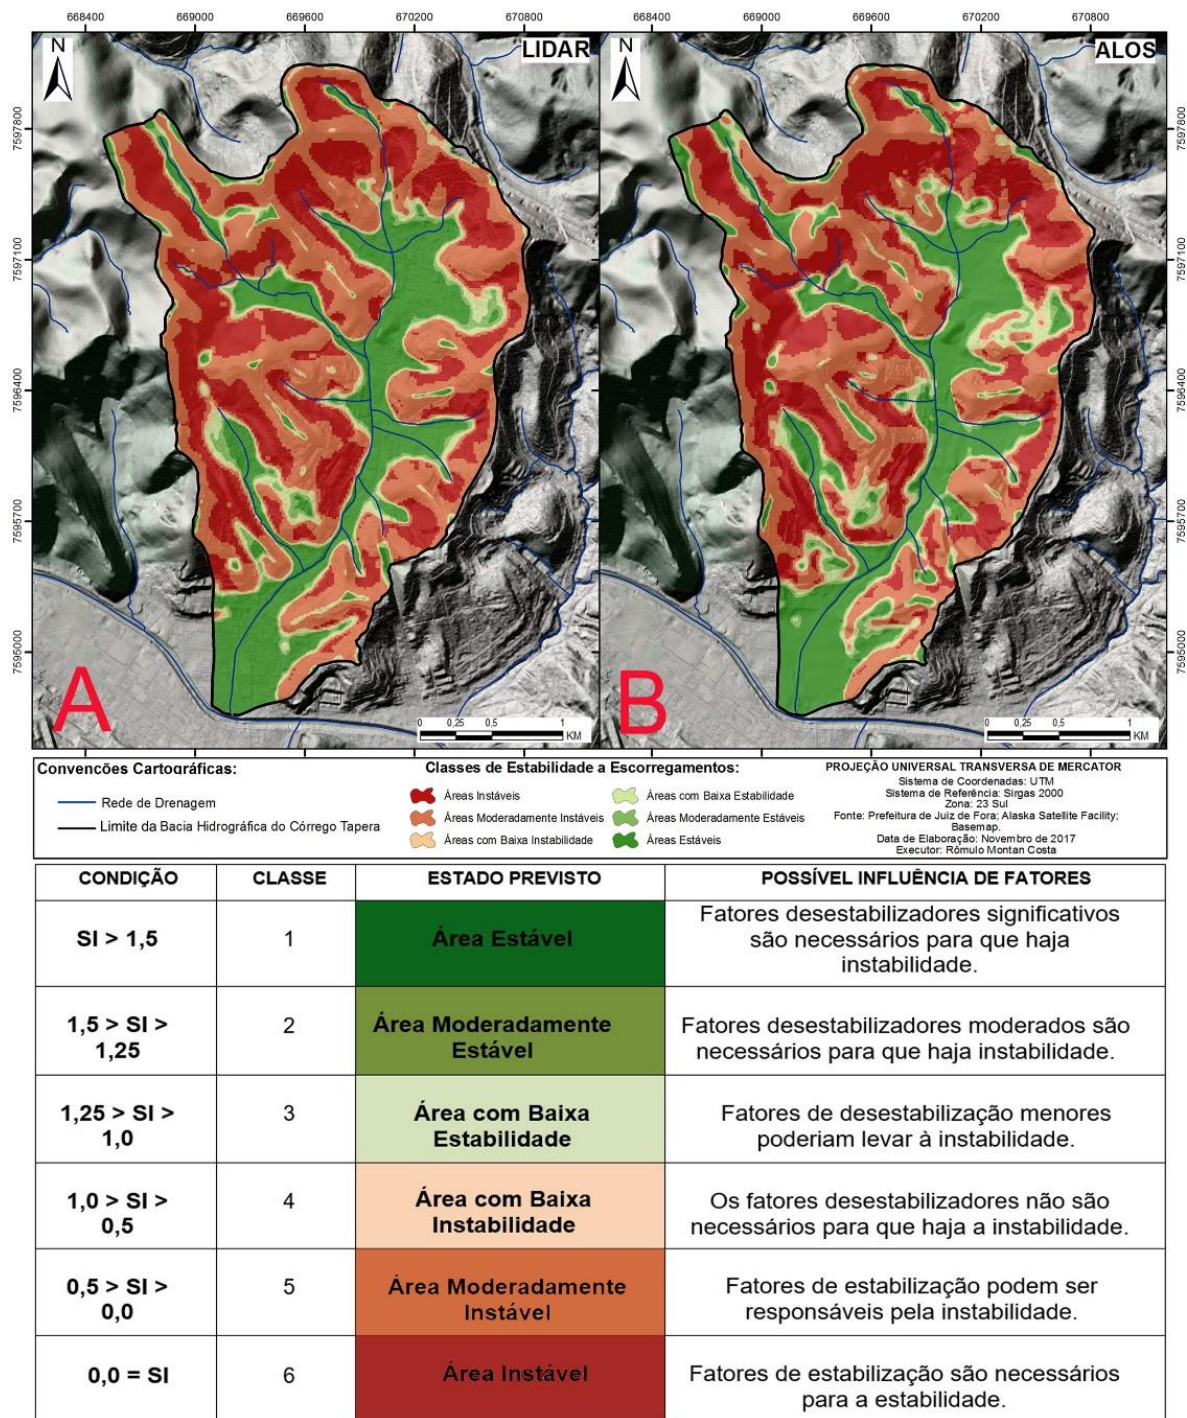 668400 669000 669600 670200 670800 668400 669000 669600 670200 670800
N
LIDAR
N
ALOS
7597800
7597100
7596400
7595700
7595000
7597800
7597100
7596400
7595700
7595000
A
B
0 0,25 0,5 1
KM
0 0,25 0,5 1
KM
Convenções Cartográficas:
Rede de Drenagem
Limite da Bacia Hidrográfica do Córrego Tapera
Classes de Estabilidade a Escorregamentos:
Áreas Instáveis
Áreas Moderadamente Instáveis
Áreas com Baixa Instabilidade
Áreas com Baixa Estabilidade
Áreas Moderadamente Estáveis
Áreas Estáveis
PROJEÇÃO UNIVERSAL TRANSVERSA DE MERCATOR
Sistema de Coordenadas: UTM
Sistema de Referência: Sirgas 2000
Zona: 23 Sul
Fonte: Prefeitura de Juiz de Fora; Alaska Satellite Facility;
Basemap.
Data de Elaboração: Novembro de 2017
Executor: Rômulo Montan Costa
CONDIÇÃO CLASSE ESTADO PREVISTO POSSÍVEL INFLUÊNCIA DE FATORES
SI > 1,5
1
Área Estável
Fatores desestabilizadores significativos
são necessários para que haja
instabilidade.
1,5 > SI >
1,25
2
Área Moderadamente
Estável
Fatores desestabilizadores moderados são
necessários para que haja instabilidade.
1,25 > SI >
1,0
3
Área com Baixa
Estabilidade
Fatores de desestabilização menores
poderiam levar à instabilidade.
1,0 > SI >
0,5
4
Área com Baixa
Instabilidade
Os fatores desestabilizadores não são
necessários para que haja a instabilidade.
0,5 > SI >
0,0
5
Área Moderadamente
Instável
Fatores de estabilização podem ser
responsáveis pela instabilidade.
0,0 = SI
6
Área Instável
Fatores de estabilização são necessários
para a estabilidade.